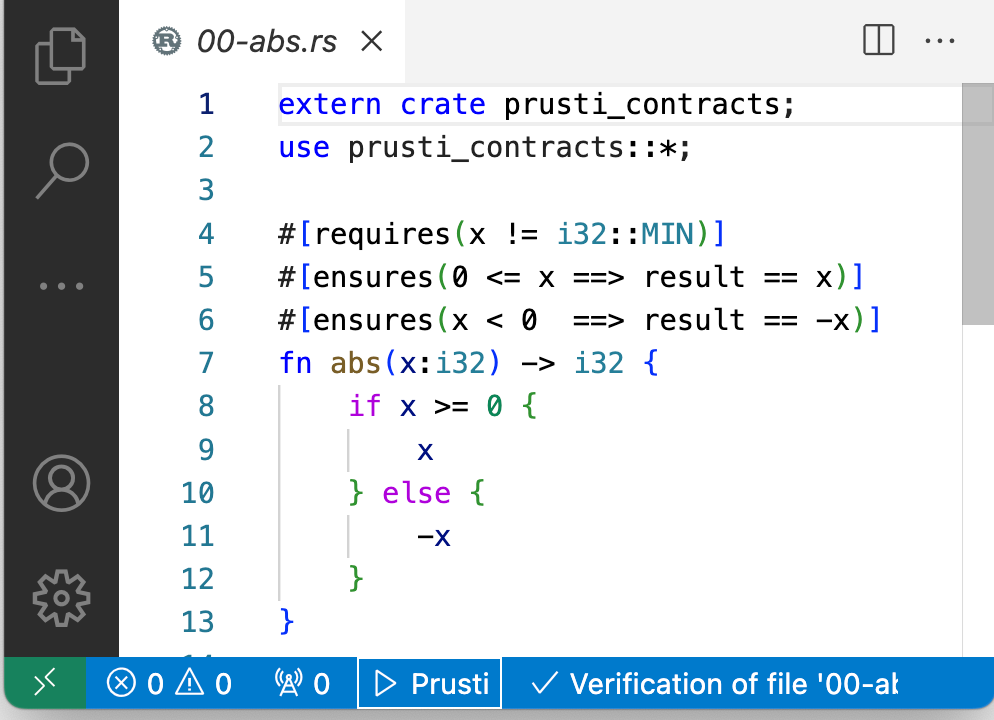 00-abs.rs
1 extern crate prusti_contracts;
2 use prusti_contracts::*;
3
4 #[requires(x != i32::MIN)]
5 #[ensures(0 <= x ==> result == x)]
6 #[ensures(x < 0  ==> result == -x)]
7 fn abs(x:i32) -> i32 {
8     if x >= 0 {
9         x
10     } else {
11         -x
12     }
13 }
0 0 0 Prusti Verification of file '00-ab